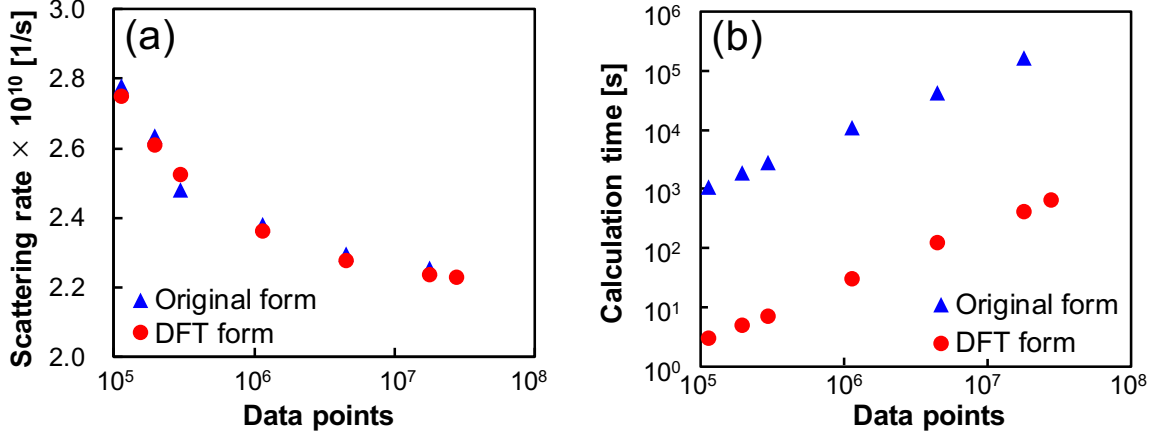 (a)
Scattering rate × 10¹⁰ [1/s]
3.0
2.8
2.6
2.4
2.2
2.0
Original form
DFT form
10⁵
10⁶
10⁷
10⁸
Data points
(b)
Calculation time [s]
10⁶
10⁵
10⁴
10³
10²
10¹
10⁰
Original form
DFT form
10⁵
10⁶
10⁷
10⁸
Data points